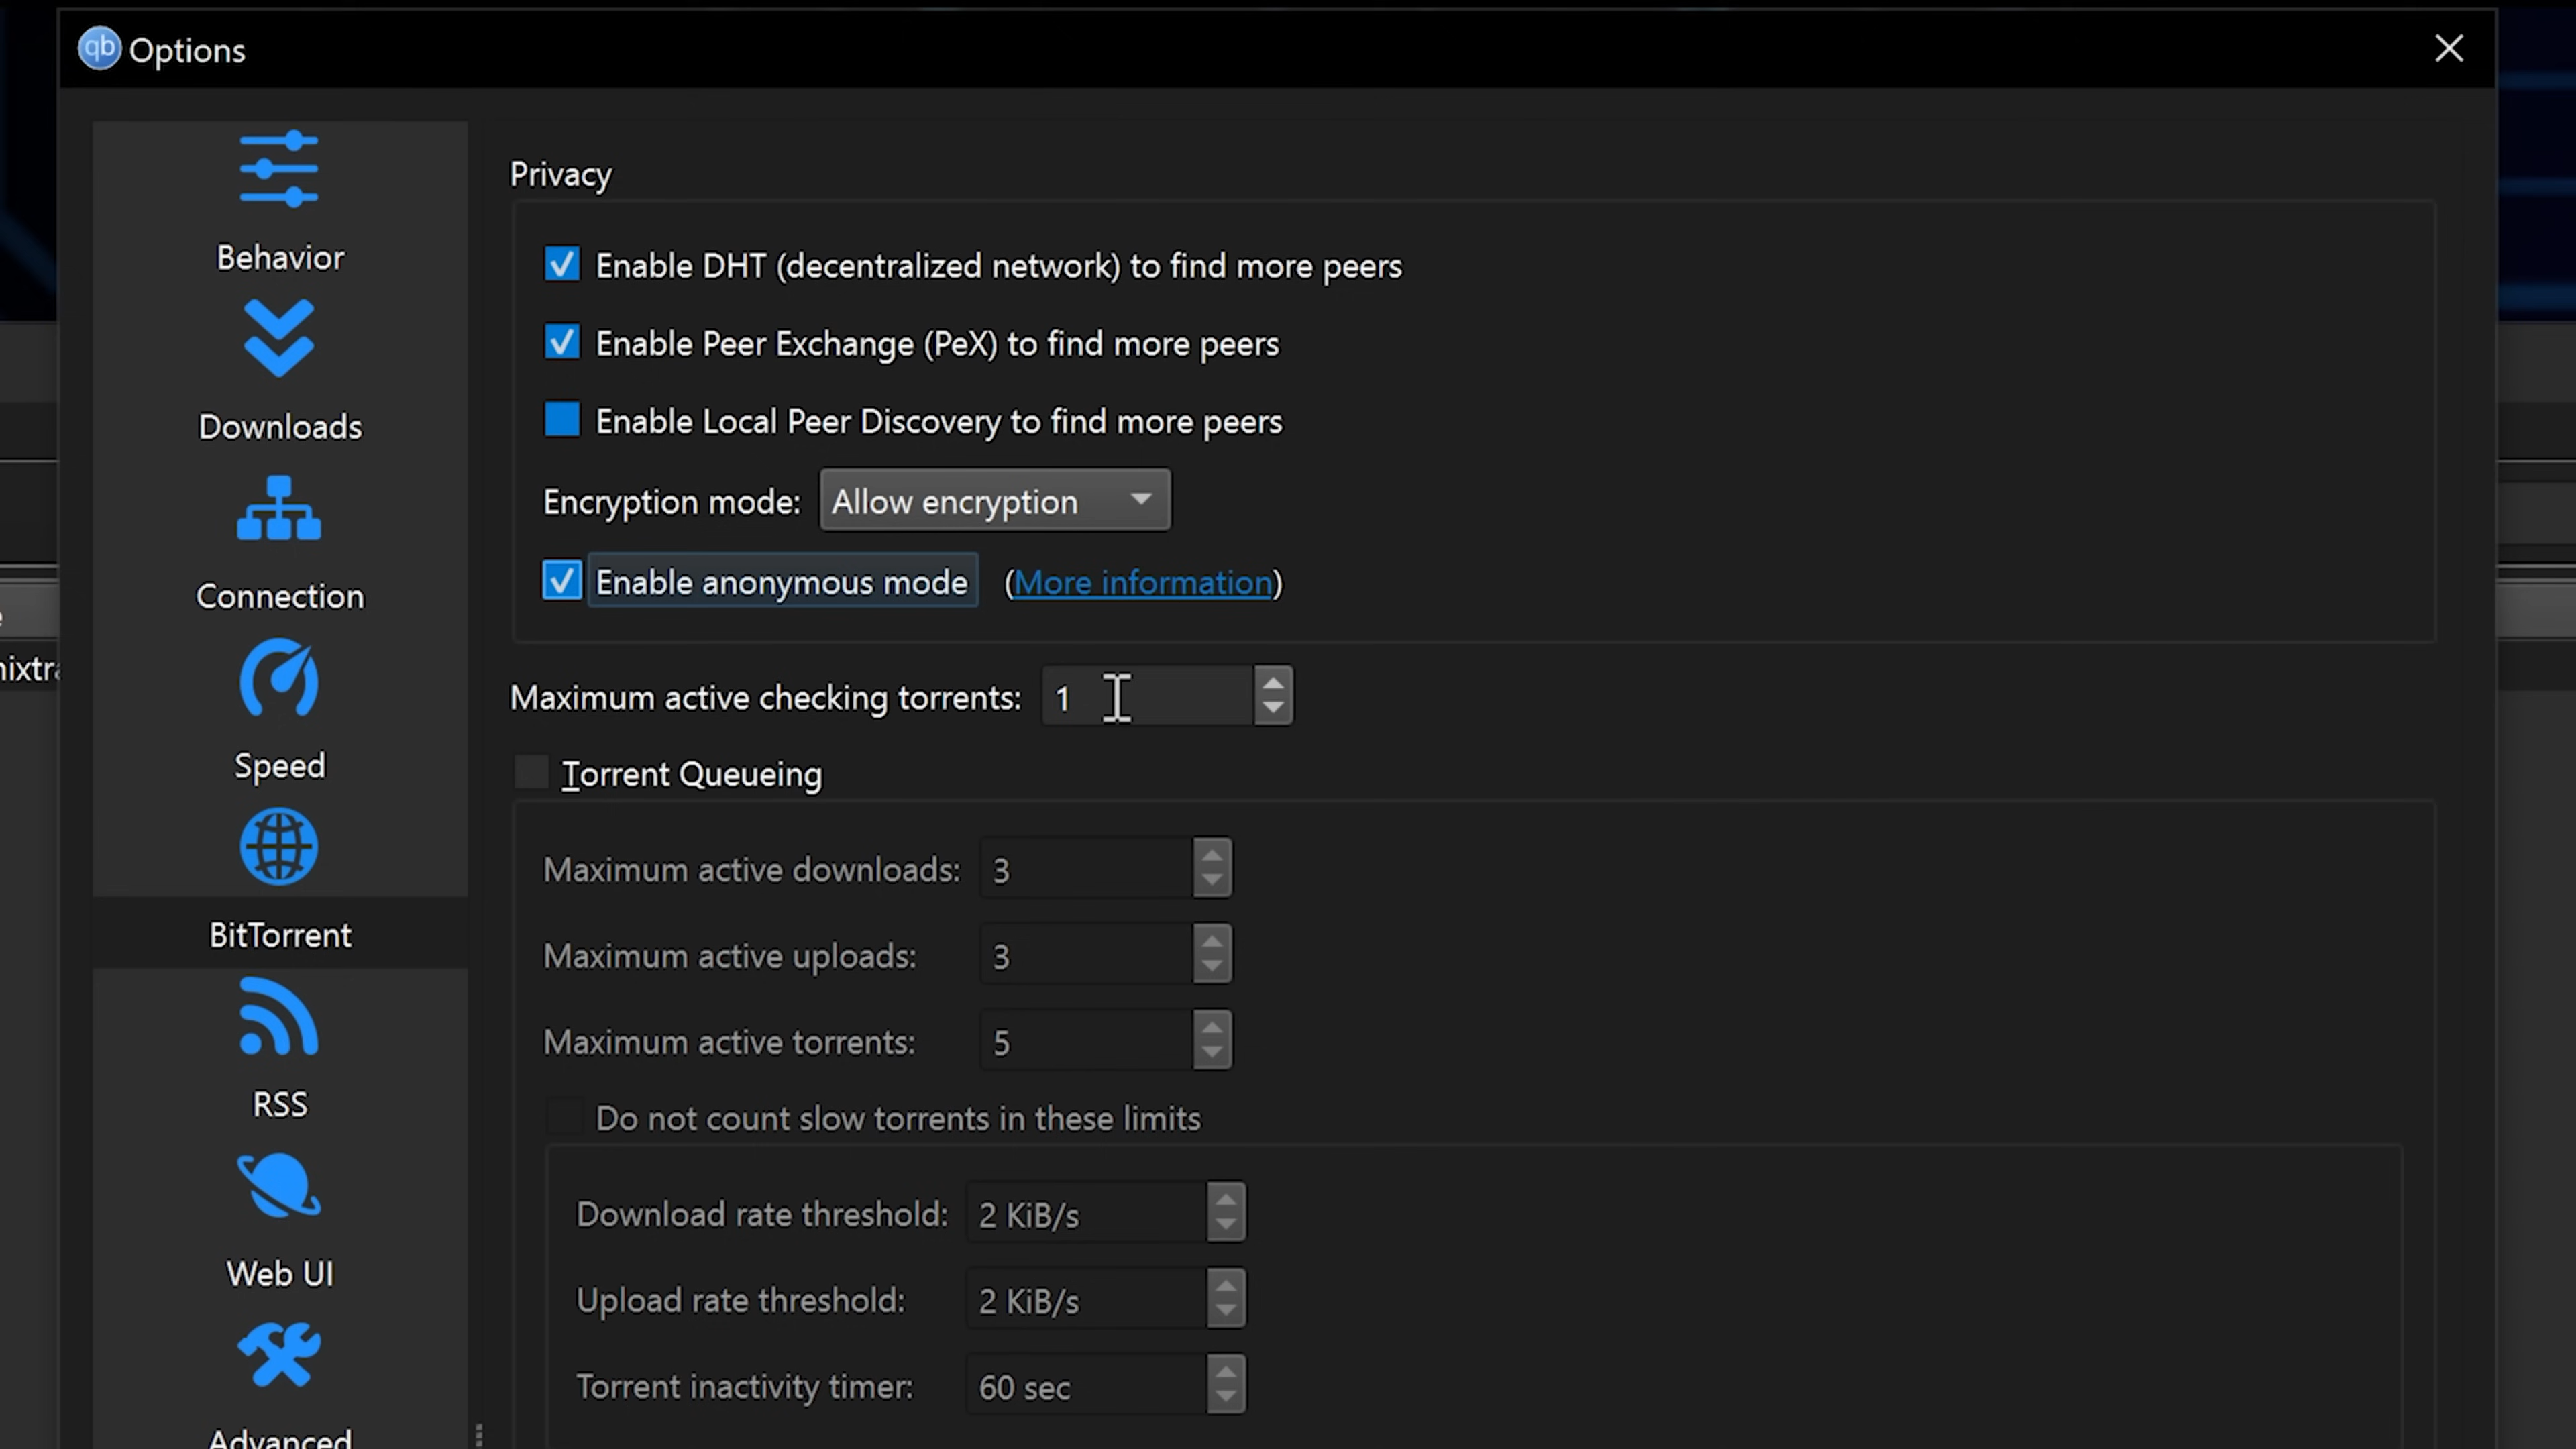 qb Options
Privacy
Behavior
Enable DHT (decentralized network) to find more peers
Enable Peer Exchange (PeX) to find more peers
Enable Local Peer Discovery to find more peers
Downloads
Encryption mode: Allow encryption
Enable anonymous mode (More information)
Connection
Maximum active checking torrents: 1
Speed
Torrent Queueing
Maximum active downloads: 3
BitTorrent
Maximum active uploads: 3
Maximum active torrents: 5
RSS
Do not count slow torrents in these limits
Download rate threshold: 2 KiB/s
Web UI
Upload rate threshold: 2 KiB/s
Torrent inactivity timer: 60 sec
Advanced